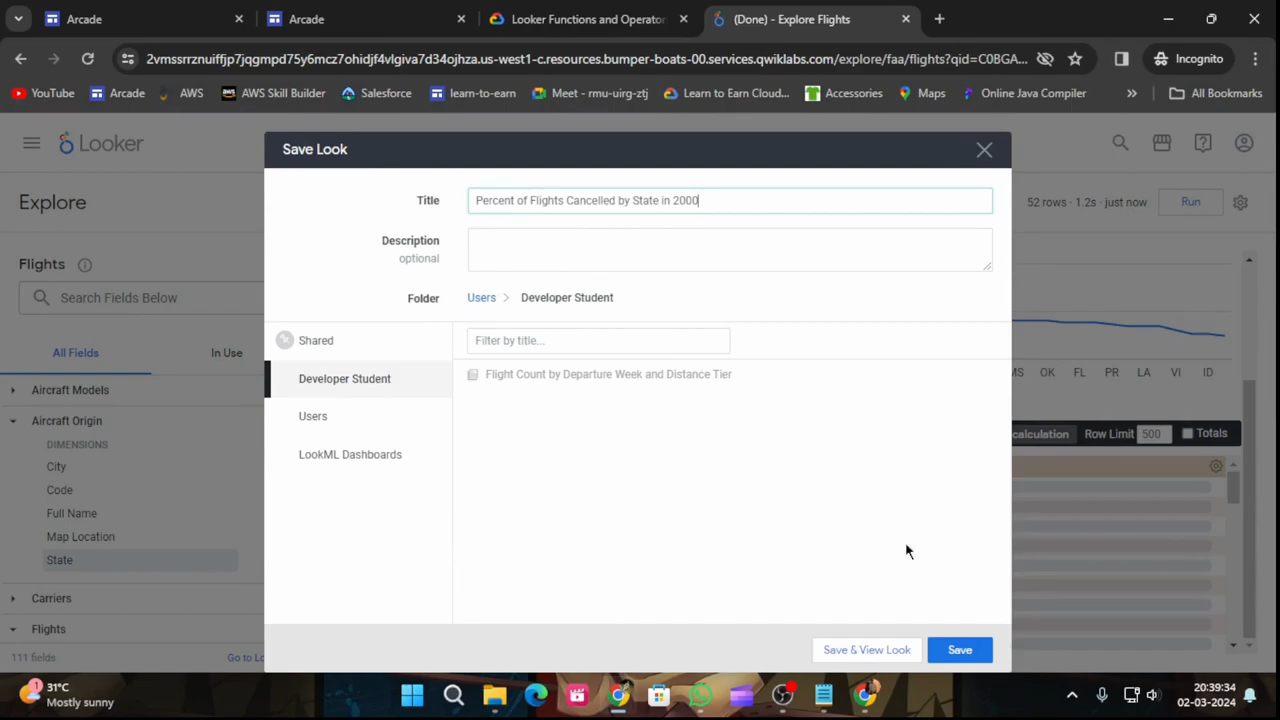 Arcade
Arcade
Looker Functions and Operator
(Done) - Explore Flights
2vmssrrznuiffjp7jqgmpd75y6mcz7ohidjf4vlgiva7d34ojhza.us-west1-c.resources.bumper-boats-00.services.qwiklabs.com/explore/faa/flights?qid=C0BGA...
Incognito
YouTube
Arcade
AWS
AWS Skill Builder
Salesforce
learn-to-earn
Meet - rmu-uirg-ztj
Learn to Earn Cloud...
Accessories
Maps
Online Java Compiler
All Bookmarks
Looker
Save Look
Explore
52 rows · 1.2s · just now
Run
Title
Percent of Flights Cancelled by State in 2000
Description
optional
Flights
Search Fields Below
Folder
Users > Developer Student
All Fields
In Use
Shared
Filter by title...
Developer Student
Flight Count by Departure Week and Distance Tier
Users
LookML Dashboards
MS OK FL PR LA VI ID
Aircraft Models
Aircraft Origin
DIMENSIONS
City
Code
Full Name
Map Location
State
Carriers
Flights
111 fields
Go to Lo
calculation
Row Limit
500
Totals
Save & View Look
Save
1
31°C
Mostly sunny
20:39:34
02-03-2024